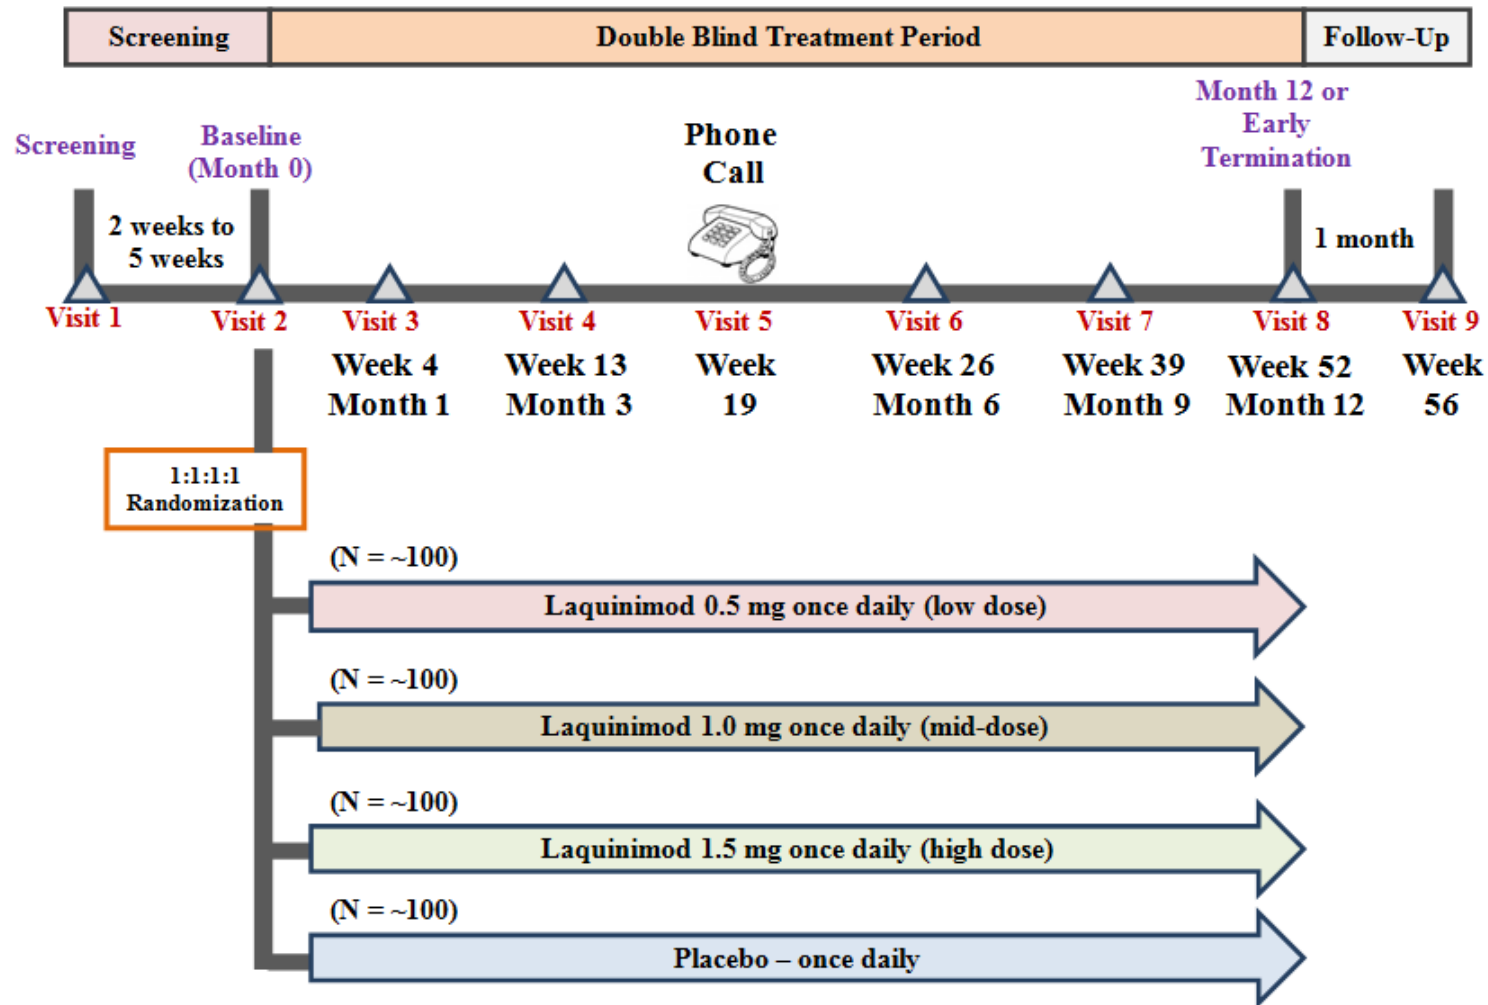 Screening
Double Blind Treatment Period
Follow-Up
Screening
Baseline
(Month 0)
Phone
Call
Month 12 or
Early
Termination
2 weeks to
5 weeks
1 month
Visit 1
Visit 2
Visit 3
Visit 4
Visit 5
Visit 6
Visit 7
Visit 8
Visit 9
Week 4
Month 1
Week 13
Month 3
Week
19
Week 26
Month 6
Week 39
Month 9
Week 52
Month 12
Week
56
1:1:1:1
Randomization
(N = ~100)
Laquinimod 0.5 mg once daily (low dose)
(N = ~100)
Laquinimod 1.0 mg once daily (mid-dose)
(N = ~100)
Laquinimod 1.5 mg once daily (high dose)
(N = ~100)
Placebo – once daily